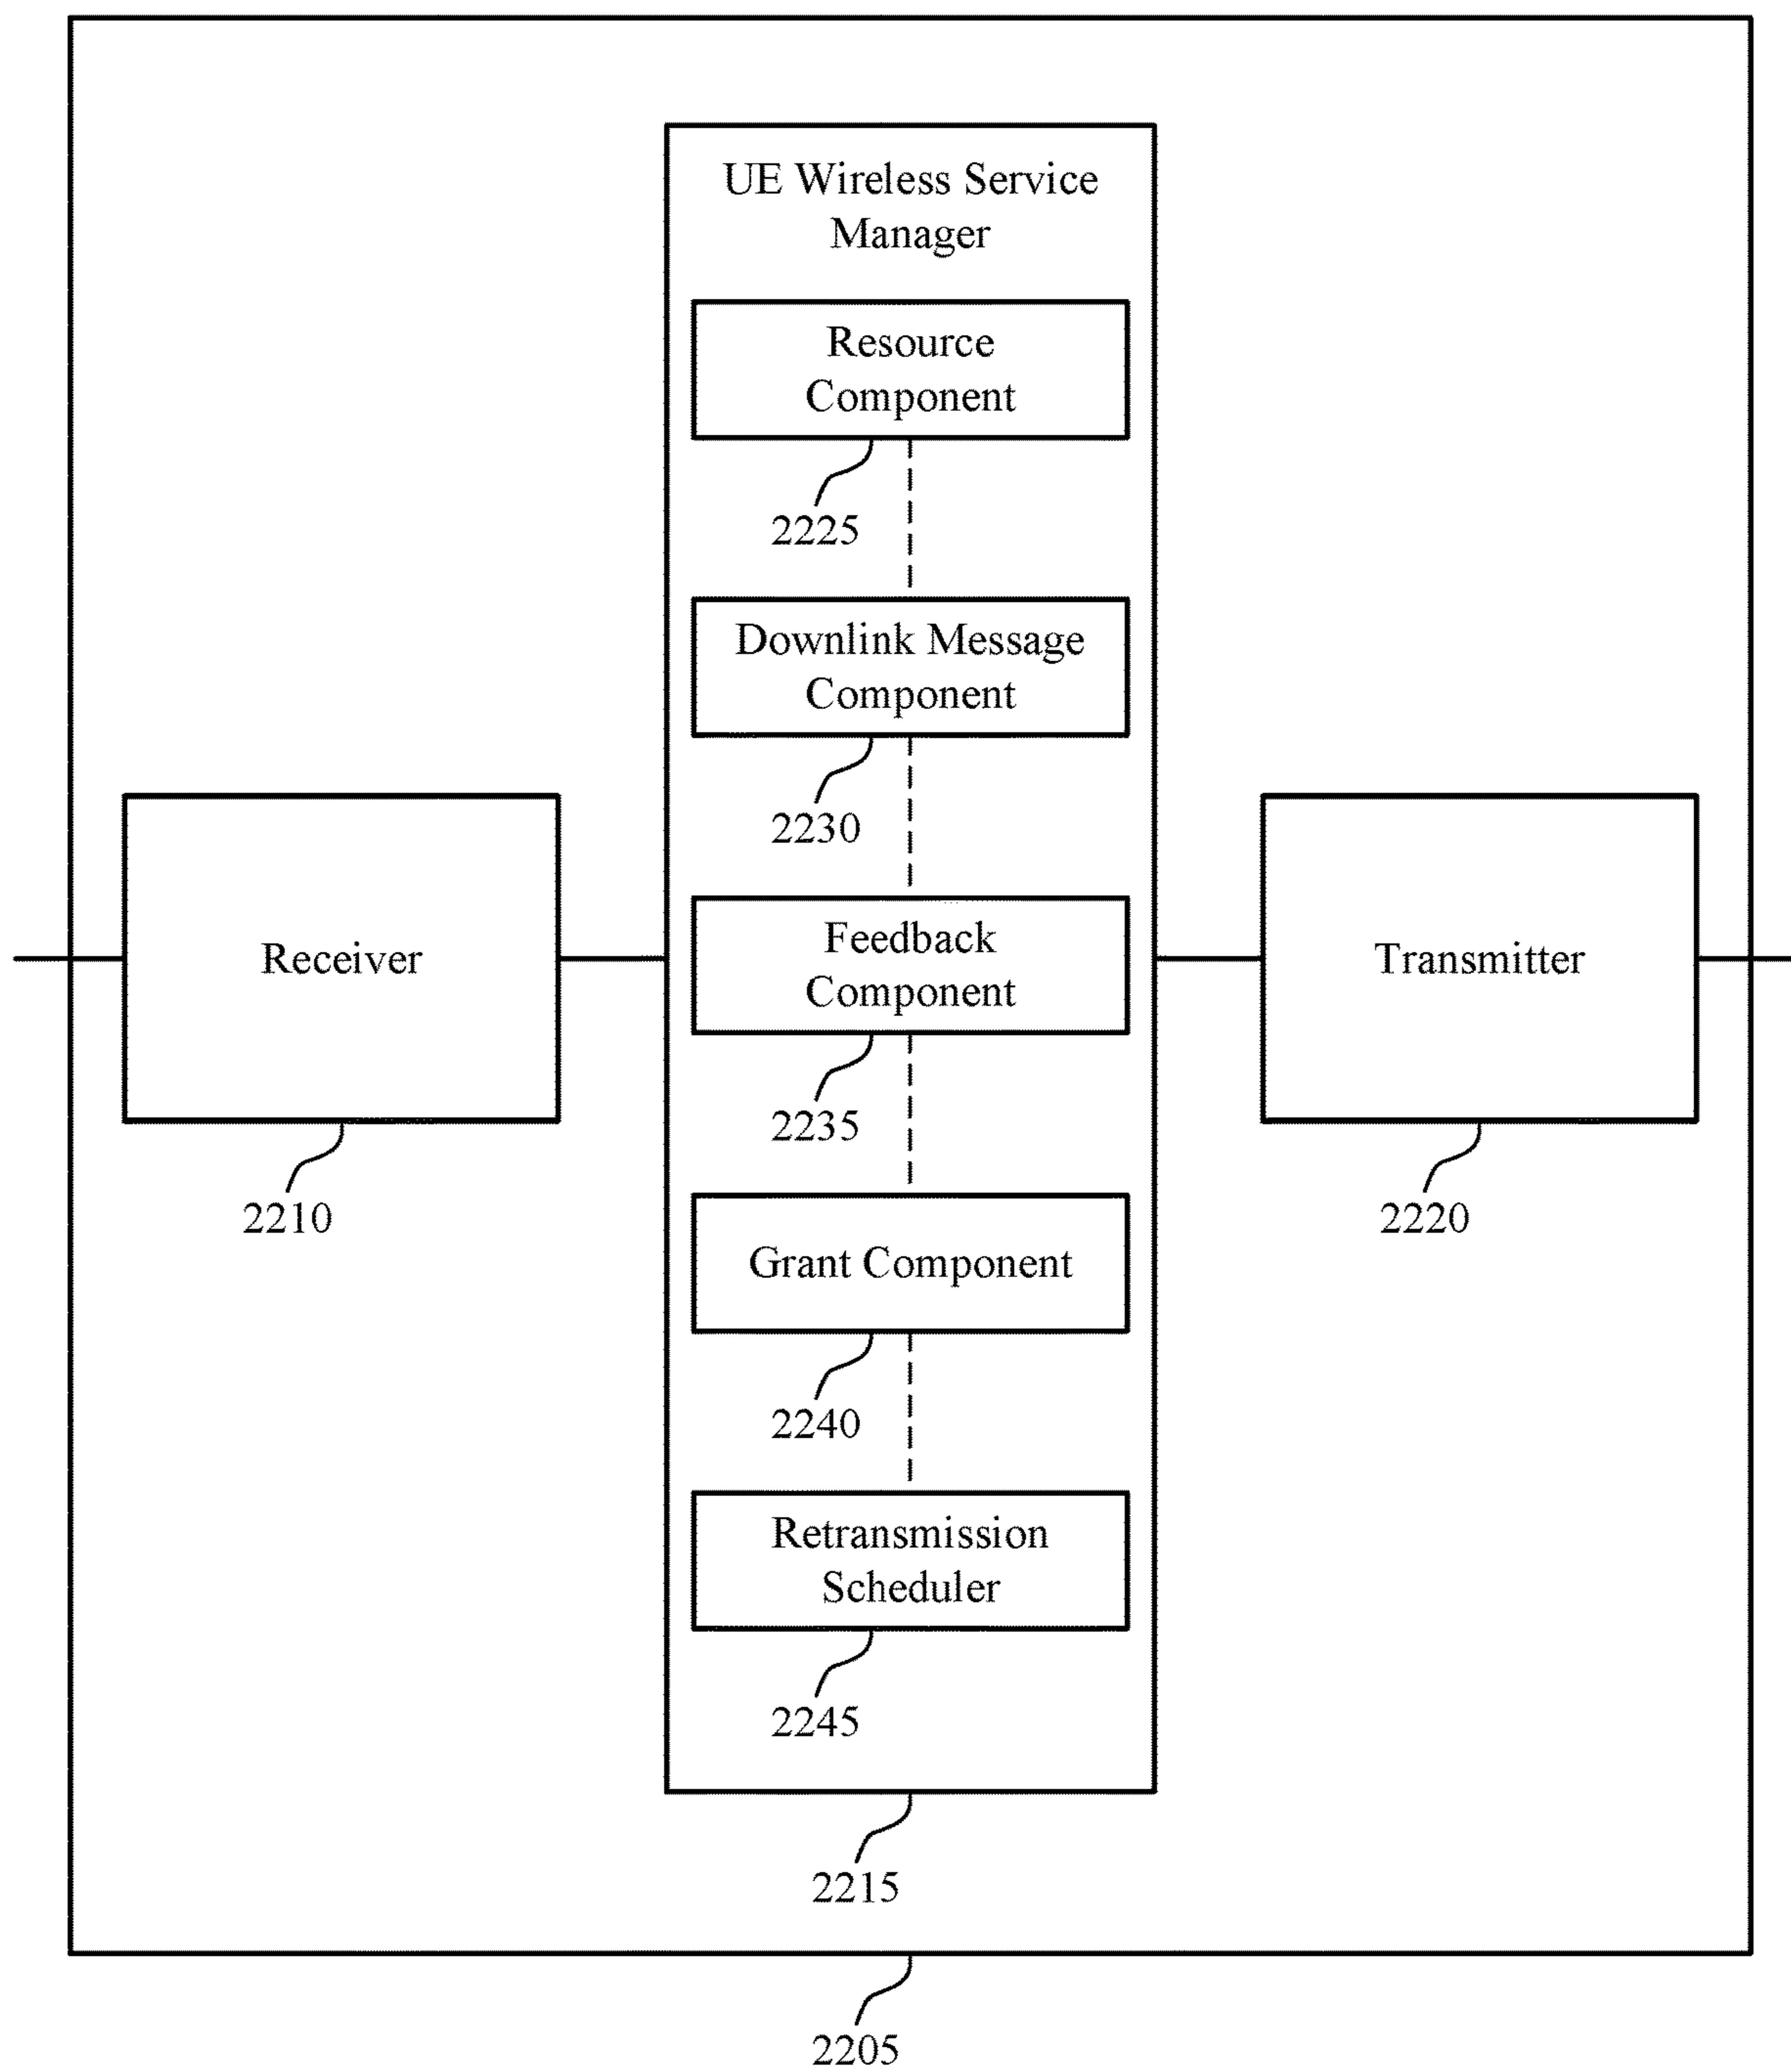 UE Wireless Service
Manager
Resource
Component
2225
Downlink Message
Component
2230
Receiver
2210
Feedback
Component
2235
Transmitter
2220
Grant Component
2240
Retransmission
Scheduler
2245
2215
2205